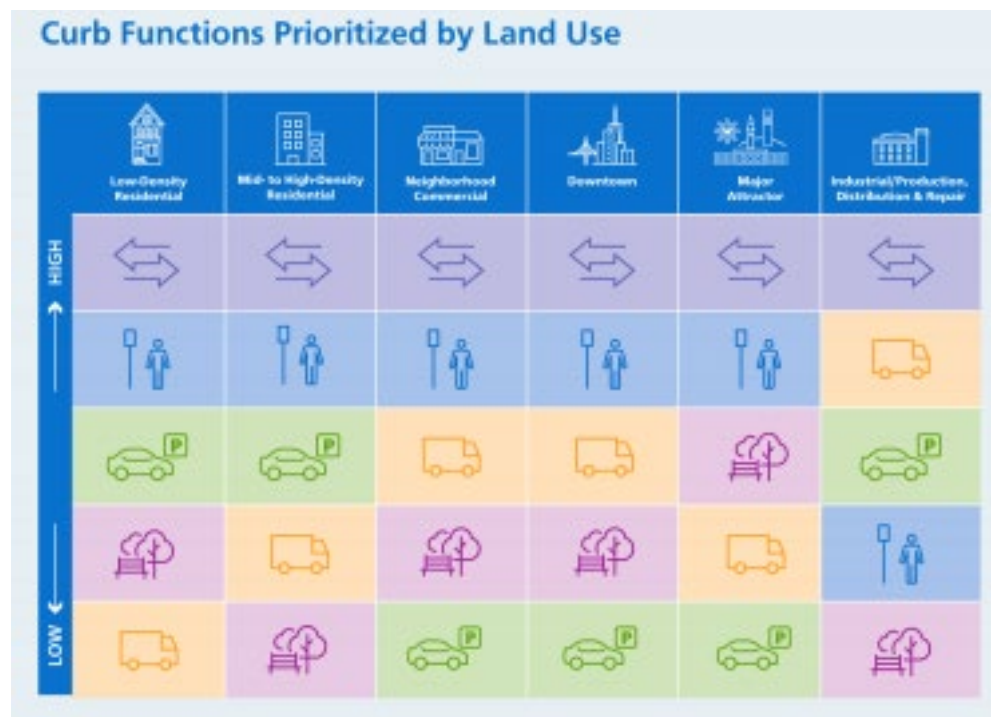 Curb Functions Prioritized by Land Use
Low-Density
Residential
Mid- to High-Density
Residential
Neighborhood
Commercial
Downtown
Major
Attractor
Industrial/Production,
Distribution & Repair
HIGH
P
P
P
LOW
P
P
P